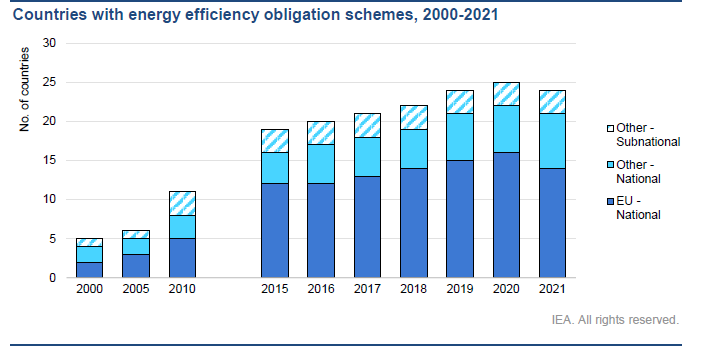 Countries with energy efficiency obligation schemes, 2000-2021
No. of countries
30
25
20
15
10
5
0
2000 2005 2010 2015 2016 2017 2018 2019 2020 2021
Other -
Subnational
Other -
National
EU -
National
IEA. All rights reserved.